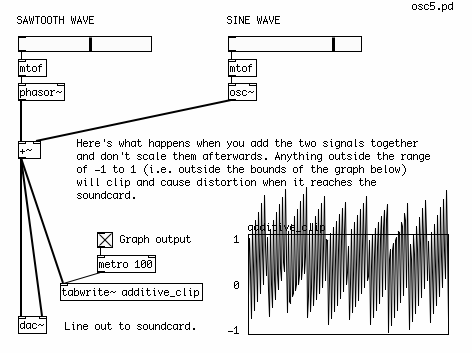 osc5.pd
SAWTOOTH WAVE
SINE WAVE
mtof
mtof
phasor~
osc~
+~
Here's what happens when you add the two signals together
and don't scale them afterwards. Anything outside the range
of -1 to 1 (i.e. outside the bounds of the graph below)
will clip and cause distortion when it reaches the
soundcard.
additive_clip
Graph output
metro 100
tabwrite~ additive_clip
dac~
Line out to soundcard.
1
0
-1